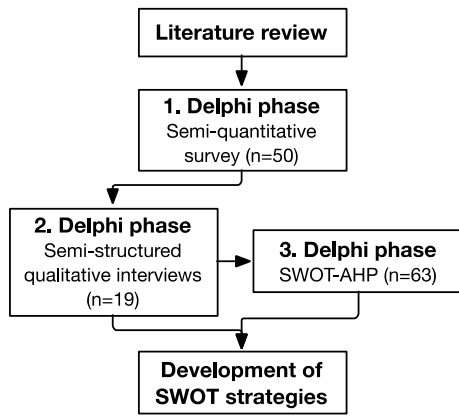 Literature review
1. Delphi phase
Semi-quantitative
survey (n=50)
2. Delphi phase
Semi-structured
qualitative interviews
(n=19)
3. Delphi phase
SWOT-AHP (n=63)
Development of
SWOT strategies